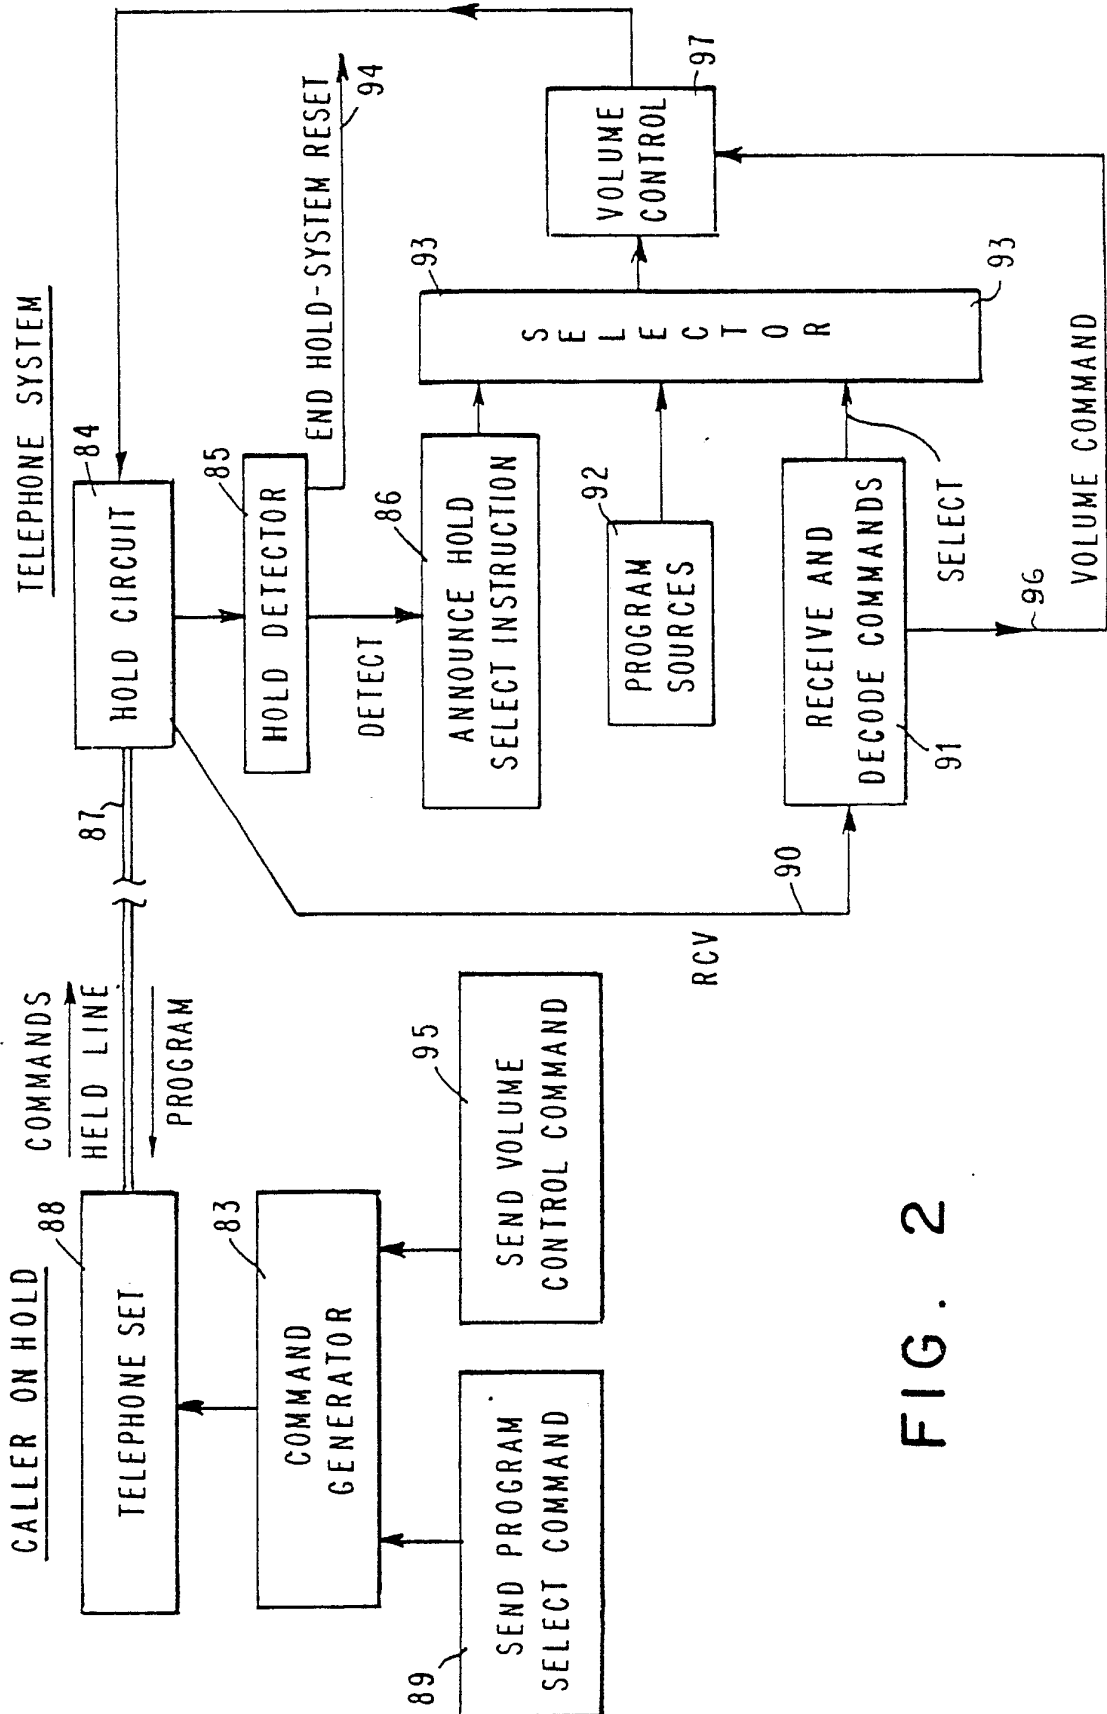 CALLER ON HOLD
88
TELEPHONE SET
83
COMMAND
GENERATOR
89
SEND PROGRAM
SELECT COMMAND
95
SEND VOLUME
CONTROL COMMAND
COMMANDS
HELD LINE
PROGRAM
87
TELEPHONE SYSTEM
84
HOLD CIRCUIT
85
HOLD DETECTOR
DETECT
END HOLD-SYSTEM RESET
94
86
ANNOUNCE HOLD
SELECT INSTRUCTION
92
PROGRAM
SOURCES
RCV
90
RECEIVE AND
DECODE COMMANDS
91
SELECT
96
VOLUME COMMAND
93
SELECTOR
93
VOLUME
CONTROL
97
FIG. 2